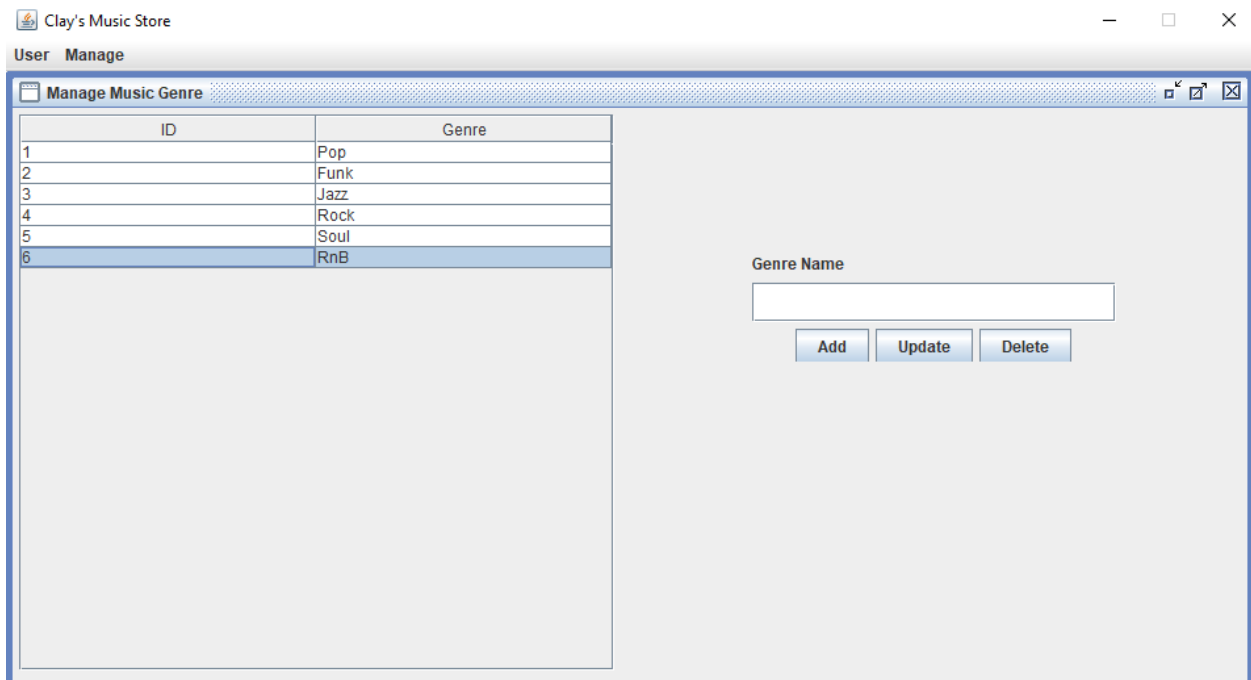 Clay's Music Store
User Manage
Manage Music Genre
ID Genre
1 Pop
2 Funk
3 Jazz
4 Rock
5 Soul
6 RnB
Genre Name
Add Update Delete